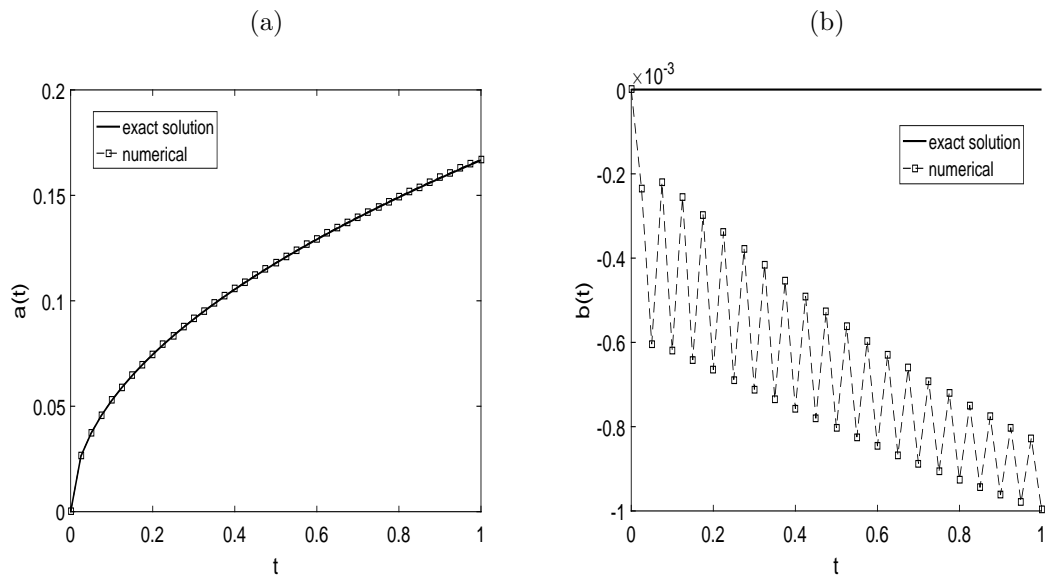 (a)
0.2
0.15
0.1
0.05
0
0 0.2 0.4 0.6 0.8 1
t
a(t)
exact solution
numerical
(b)
×10⁻³
0
-0.2
-0.4
-0.6
-0.8
-1
0 0.2 0.4 0.6 0.8 1
t
b(t)
exact solution
numerical